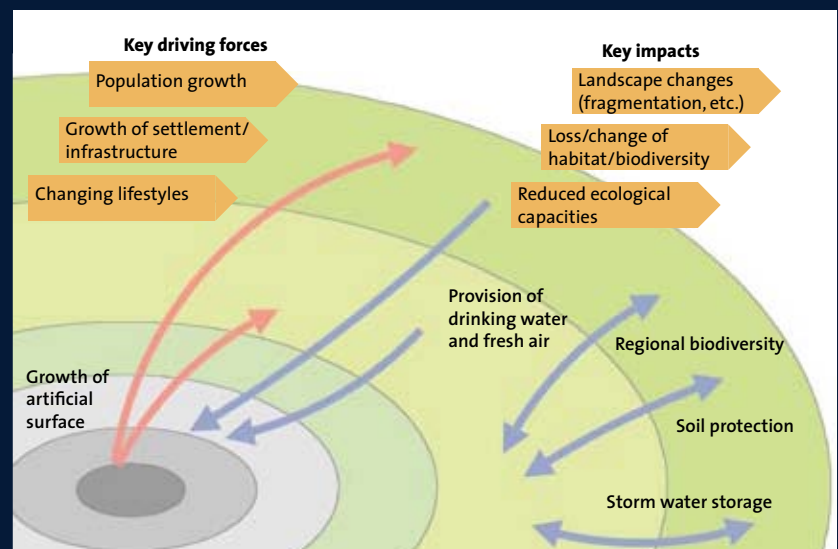 Key driving forces
Population growth
Growth of settlement/
infrastructure
Changing lifestyles
Key impacts
Landscape changes
(fragmentation, etc.)
Loss/change of
habitat/biodiversity
Reduced ecological
capacities
Provision of
drinking water
and fresh air
Regional biodiversity
Growth of
artificial
surface
Soil protection
Storm water storage